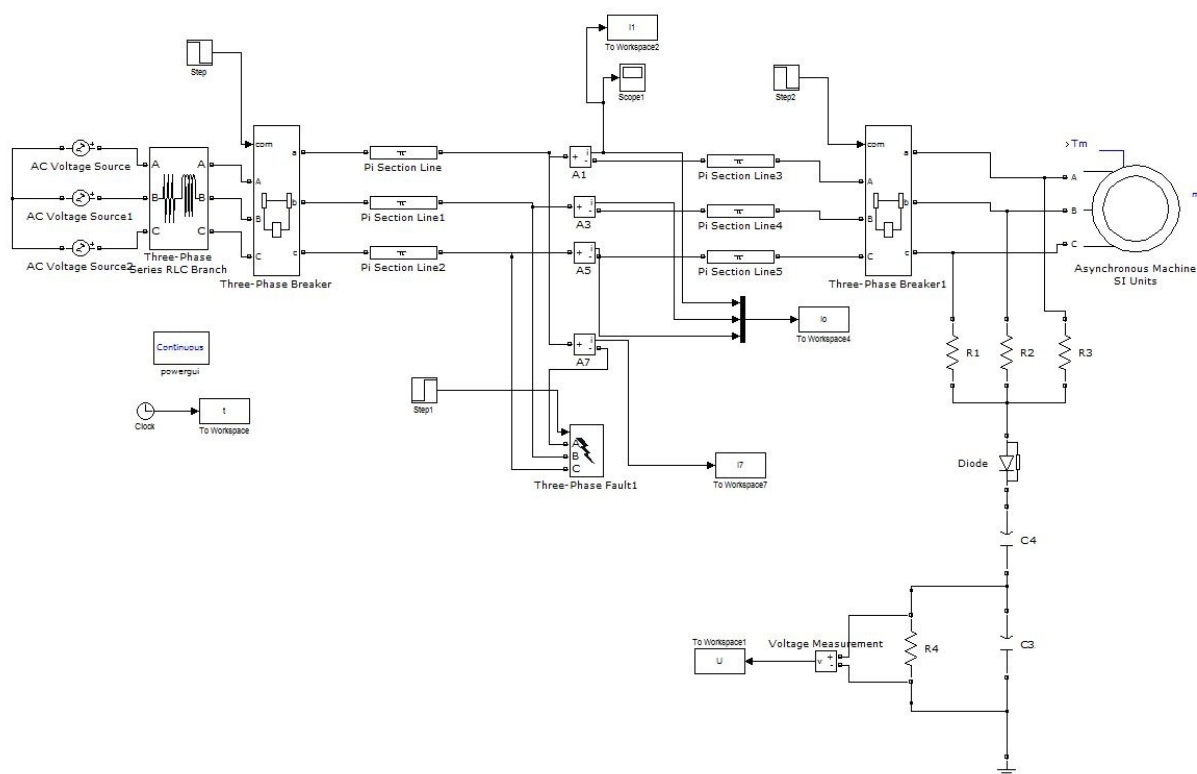 I1
To Workspace2
Step
Scope1
Step2
com
com
AC Voltage Source
A A
A
a
Pi Section Line
+ i -
A1
Pi Section Line3
A
a
Tm
A
m
AC Voltage Source1
B B
B
b
Pi Section Line1
+ i -
A3
Pi Section Line4
B
b
B
AC Voltage Source2
C C
C
c
Pi Section Line2
+ i -
A5
Pi Section Line5
C
c
C
Three-Phase
Series RLC Branch
Three-Phase Breaker
Three-Phase Breaker1
Asynchronous Machine
SI Units
Continuous
powergui
Io
To Workspace4
+ i -
A7
R1
R2
R3
Step1
Clock
t
To Workspace
A
B
C
Three-Phase Fault1
I7
To Workspace7
Diode
C4
To Workspace1
U
Voltage Measurement
v + -
R4
C3